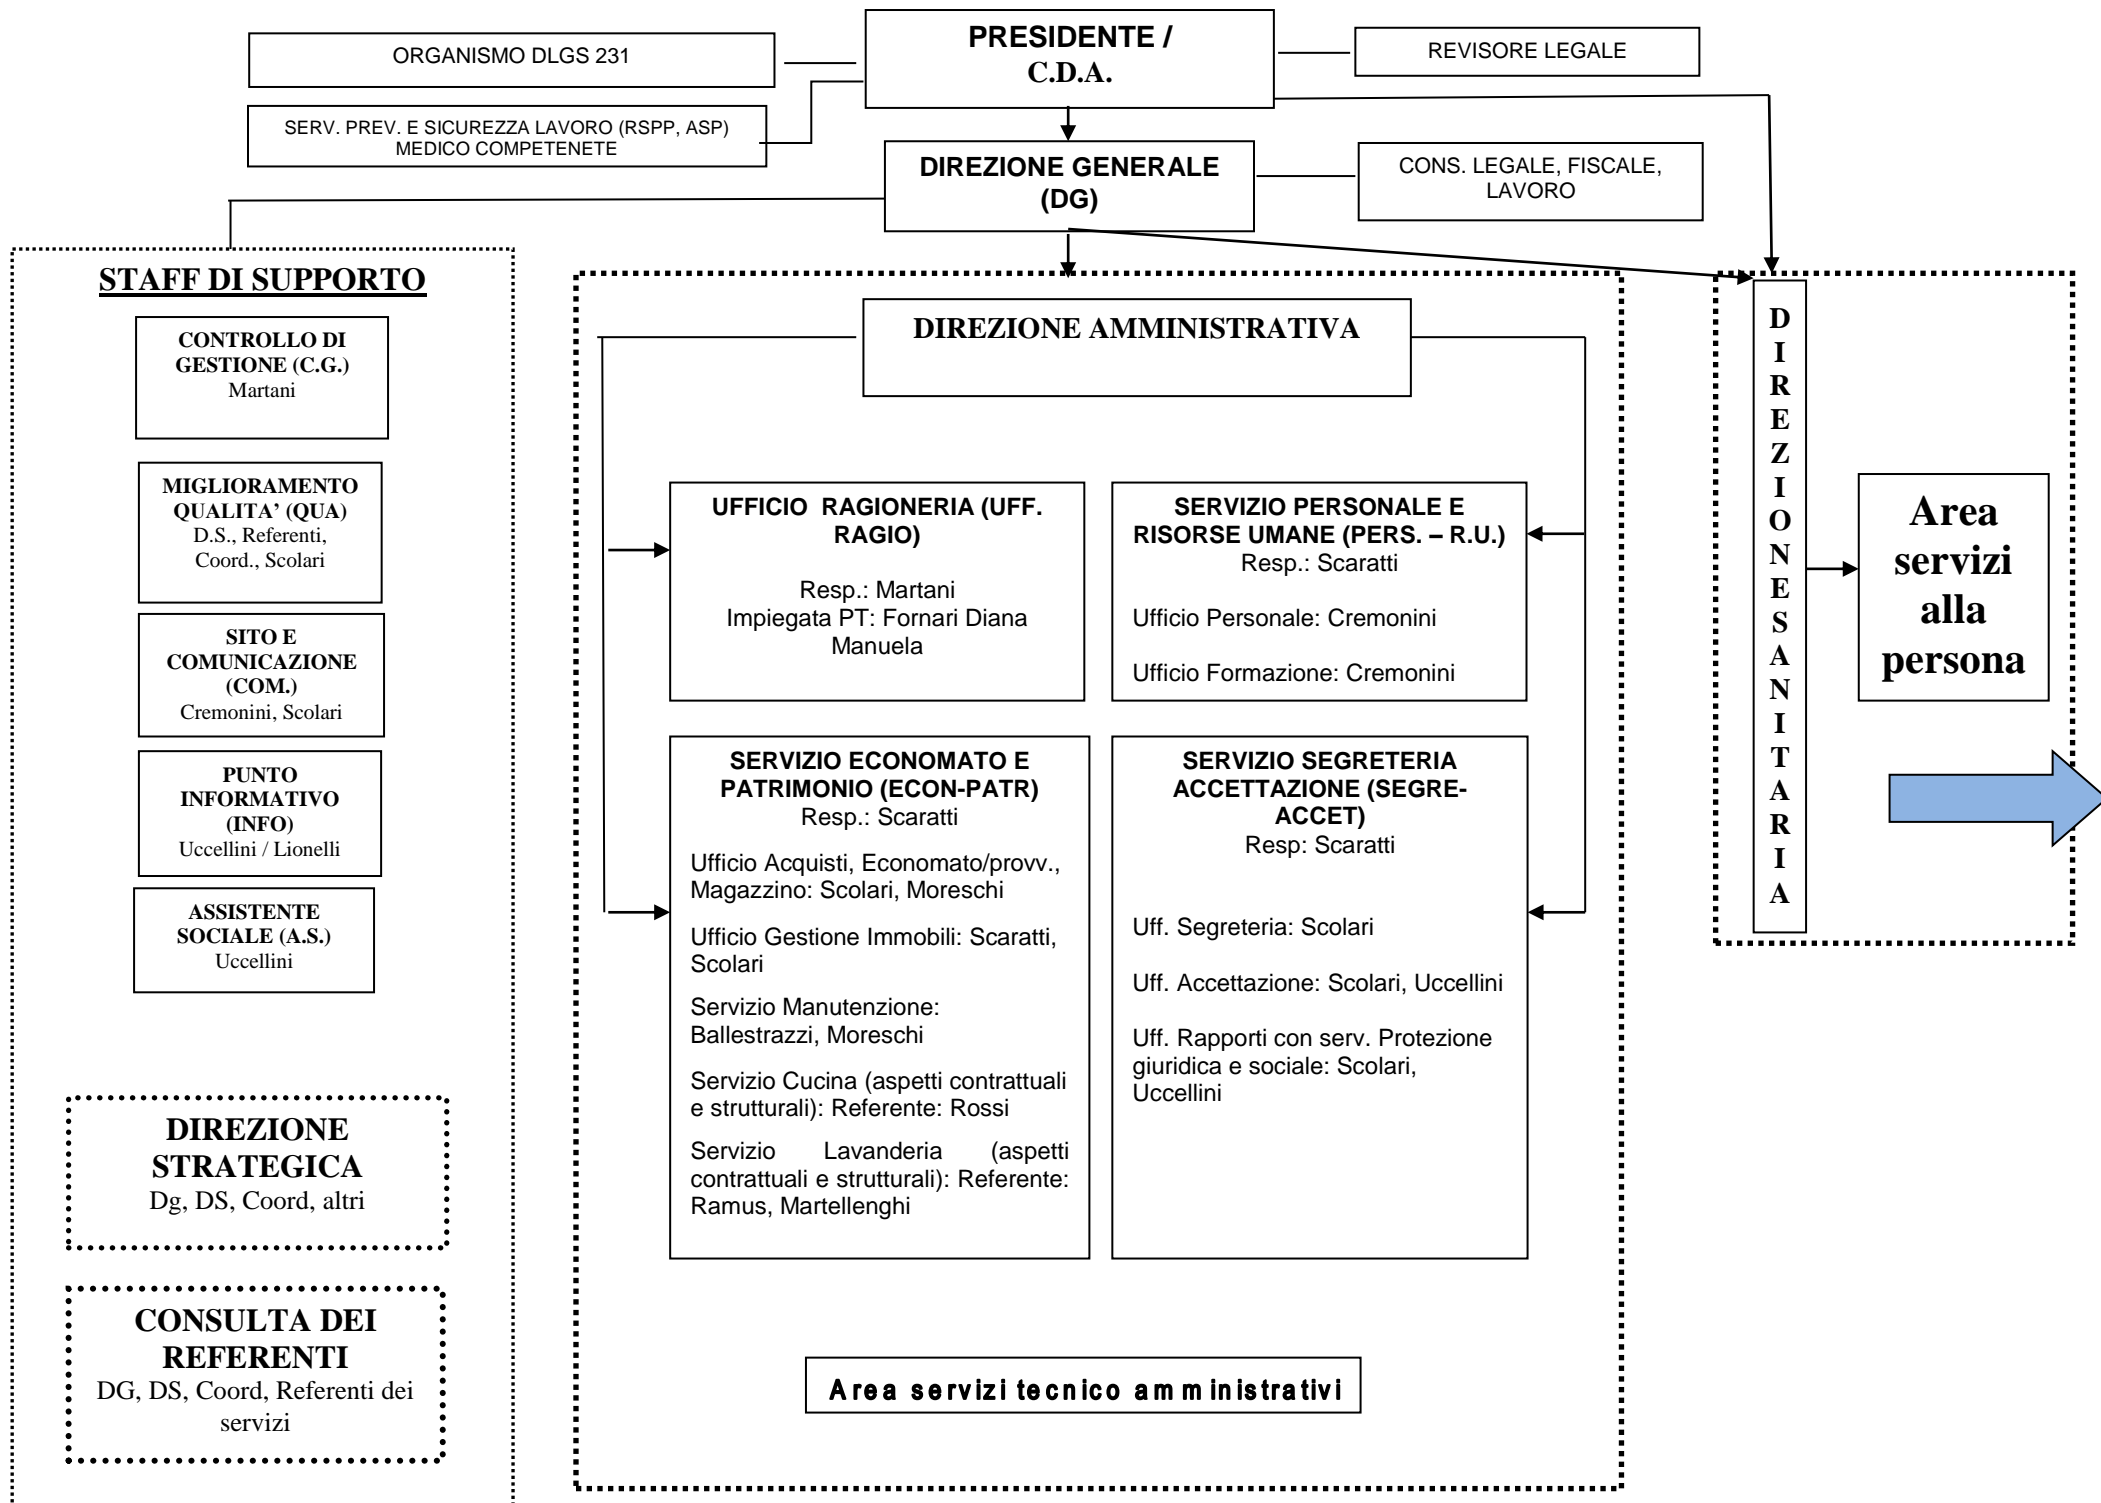 PRESIDENTE /
C.D.A.
ORGANISMO DLGS 231
REVISORE LEGALE
SERV. PREV. E SICUREZZA LAVORO (RSPP, ASP)
MEDICO COMPETENETE
DIREZIONE GENERALE
(DG)
CONS. LEGALE, FISCALE,
LAVORO
STAFF DI SUPPORTO
CONTROLLO DI
GESTIONE (C.G.)
Martani
MIGLIORAMENTO
QUALITA’ (QUA)
D.S., Referenti,
Coord., Scolari
SITO E
COMUNICAZIONE
(COM.)
Cremonini, Scolari
PUNTO
INFORMATIVO
(INFO)
Uccellini / Lionelli
ASSISTENTE
SOCIALE (A.S.)
Uccellini
DIREZIONE
STRATEGICA
Dg, DS, Coord, altri
CONSULTA DEI
REFERENTI
DG, DS, Coord, Referenti dei
servizi
DIREZIONE AMMINISTRATIVA
UFFICIO  RAGIONERIA (UFF.
RAGIO)
Resp.: Martani
Impiegata PT: Fornari Diana
Manuela
SERVIZIO PERSONALE E
RISORSE UMANE (PERS. – R.U.)
Resp.: Scaratti
Ufficio Personale: Cremonini
Ufficio Formazione: Cremonini
SERVIZIO ECONOMATO E
PATRIMONIO (ECON-PATR)
Resp.: Scaratti
Ufficio Acquisti, Economato/provv.,
Magazzino: Scolari, Moreschi
Ufficio Gestione Immobili: Scaratti,
Scolari
Servizio Manutenzione:
Ballestrazzi, Moreschi
Servizio Cucina (aspetti contrattuali
e strutturali): Referente: Rossi
Servizio Lavanderia (aspetti
contrattuali e strutturali): Referente:
Ramus, Martellenghi
SERVIZIO SEGRETERIA
ACCETTAZIONE (SEGRE-
ACCET)
Resp: Scaratti
Uff. Segreteria: Scolari
Uff. Accettazione: Scolari, Uccellini
Uff. Rapporti con serv. Protezione
giuridica e sociale: Scolari,
Uccellini
Area servizi tecnico amministrativi
D
I
R
E
Z
I
O
N
E
S
A
N
I
T
A
R
I
A
Area
servizi
alla
persona